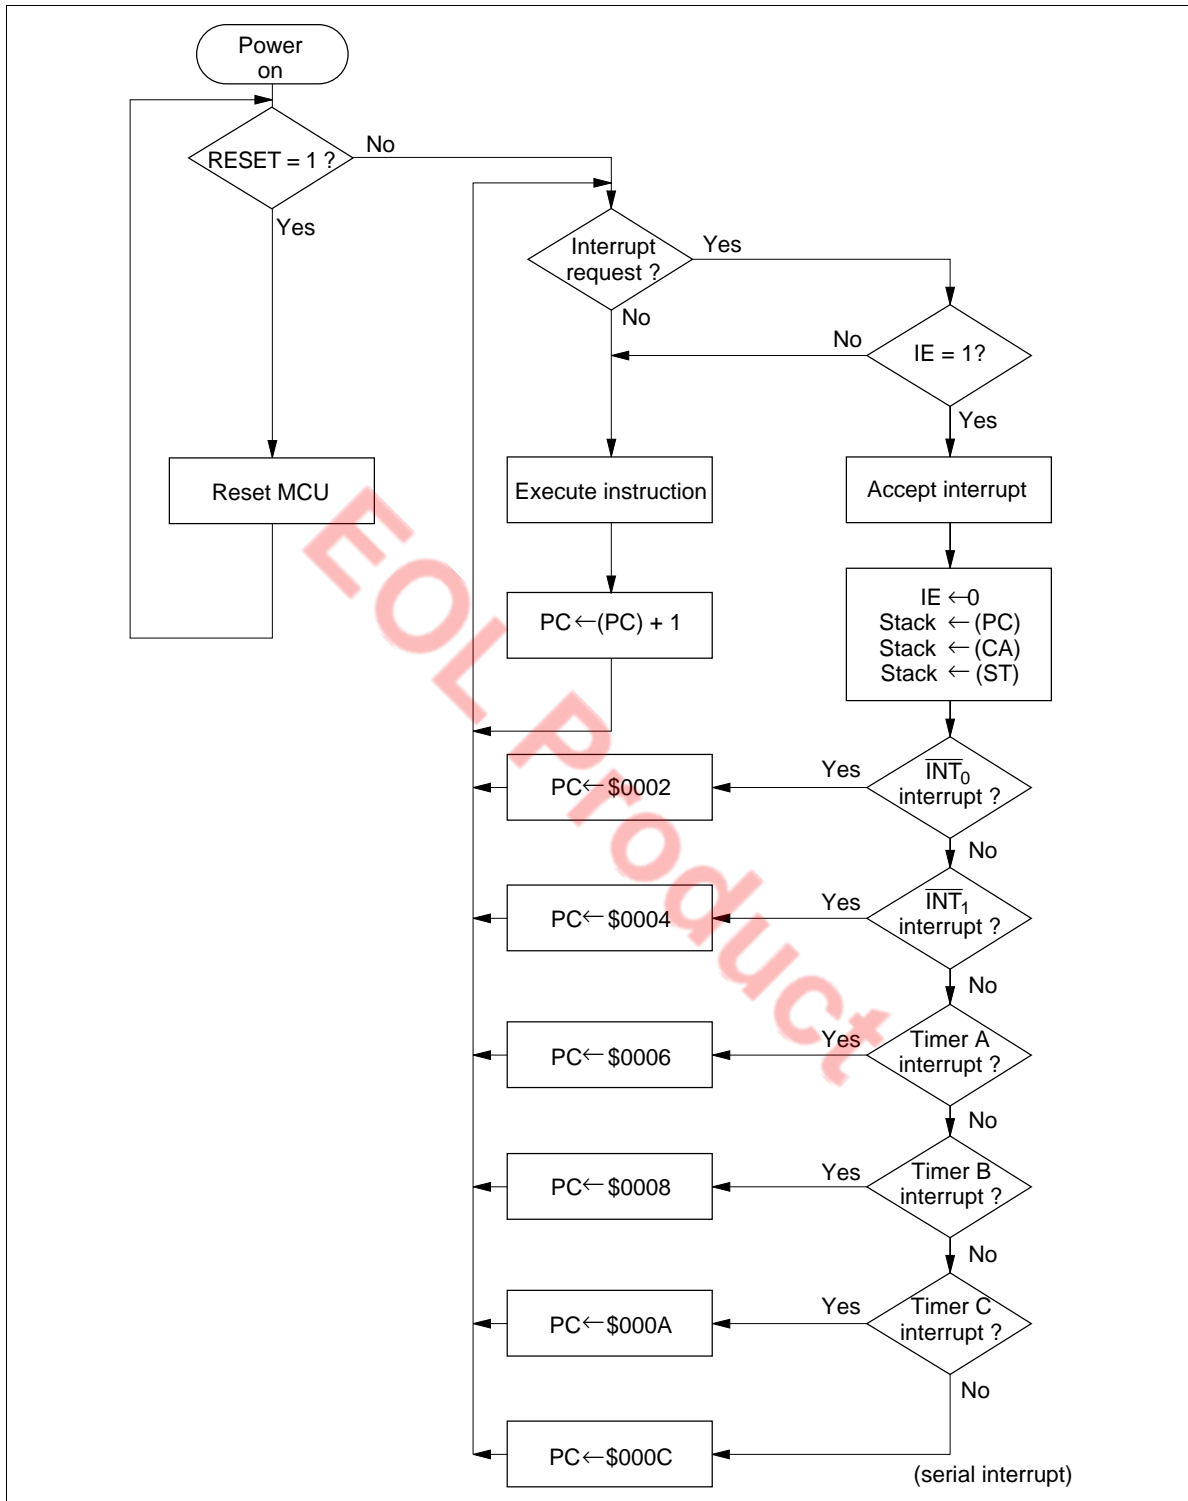 Power
on
RESET = 1 ?
No
Yes
Interrupt
request ?
Yes
No
IE = 1?
No
Yes
Reset MCU
Execute instruction
Accept interrupt
PC←(PC) + 1
IE ←0
Stack ← (PC)
Stack ← (CA)
Stack ← (ST)
PC←$0002
Yes
I̅N̅T̅₀
interrupt ?
No
PC←$0004
Yes
I̅N̅T̅₁
interrupt ?
No
PC←$0006
Yes
Timer A
interrupt ?
No
PC←$0008
Yes
Timer B
interrupt ?
No
PC←$000A
Yes
Timer C
interrupt ?
No
PC←$000C
(serial interrupt)
EOL Product